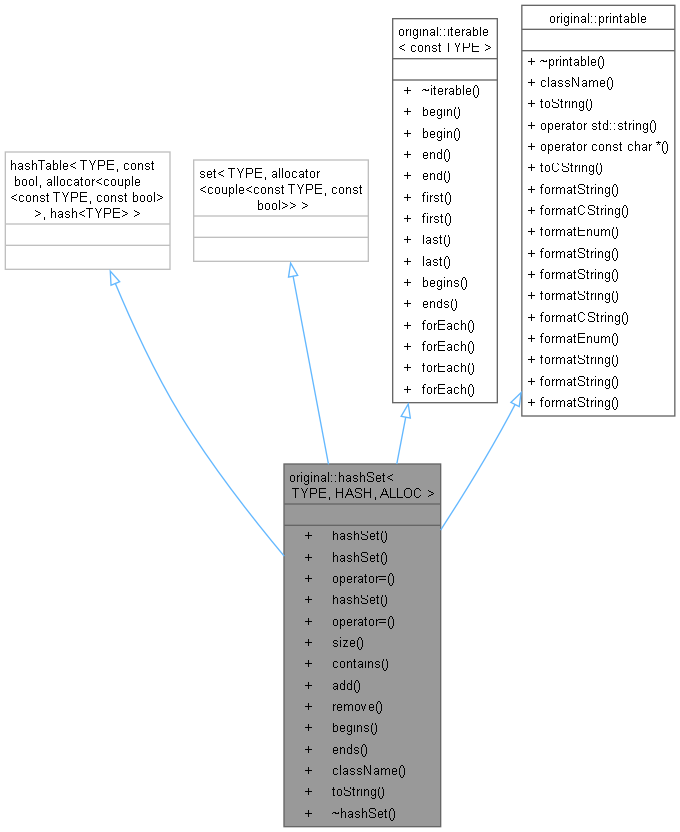 original::iterable
< const TYPE >
+ ~iterable()
+ begin()
+ begin()
+ end()
+ end()
+ first()
+ first()
+ last()
+ last()
+ begins()
+ ends()
+ forEach()
+ forEach()
+ forEach()
+ forEach()
original::printable
+ ~printable()
+ className()
+ toString()
+ operator std::string()
+ operator const char *()
+ toCString()
+ formatString()
+ formatCString()
+ formatEnum()
+ formatString()
+ formatString()
+ formatString()
+ formatCString()
+ formatEnum()
+ formatString()
+ formatString()
+ formatString()
hashTable< TYPE, const
bool, allocator<couple
<const TYPE, const bool>
>, hash<TYPE> >
set< TYPE, allocator
<couple<const TYPE, const
bool>> >
original::hashSet<
TYPE, HASH, ALLOC >
+ hashSet()
+ hashSet()
+ operator=()
+ hashSet()
+ operator=()
+ size()
+ contains()
+ add()
+ remove()
+ begins()
+ ends()
+ className()
+ toString()
+ ~hashSet()